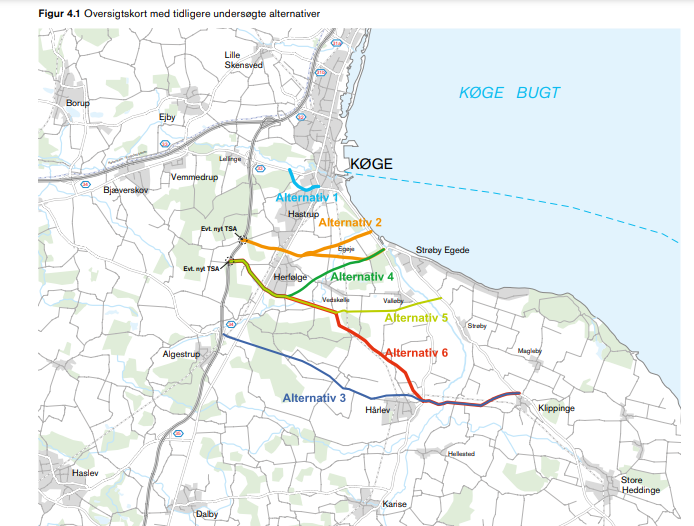 Figur 4.1 Oversigtskort med tidligere undersøgte alternativer
Lille
Skensved
Borup
KØGE BUGT
Ejby
Lellinge
KØGE
Vemmedrup
Bjæverskov
Alternativ 1
Hastrup
Alternativ 2
Evt. nyt TSA
Egøje
Strøby Egede
Evt. nyt TSA
Herfølge
Alternativ 4
Vedskølle
Valleby
Alternativ 5
Strøby
Algestrup
Alternativ 6
Magleby
Alternativ 3
Hårlev
Klippinge
Hellested
Haslev
Store
Heddinge
Karise
Dalby